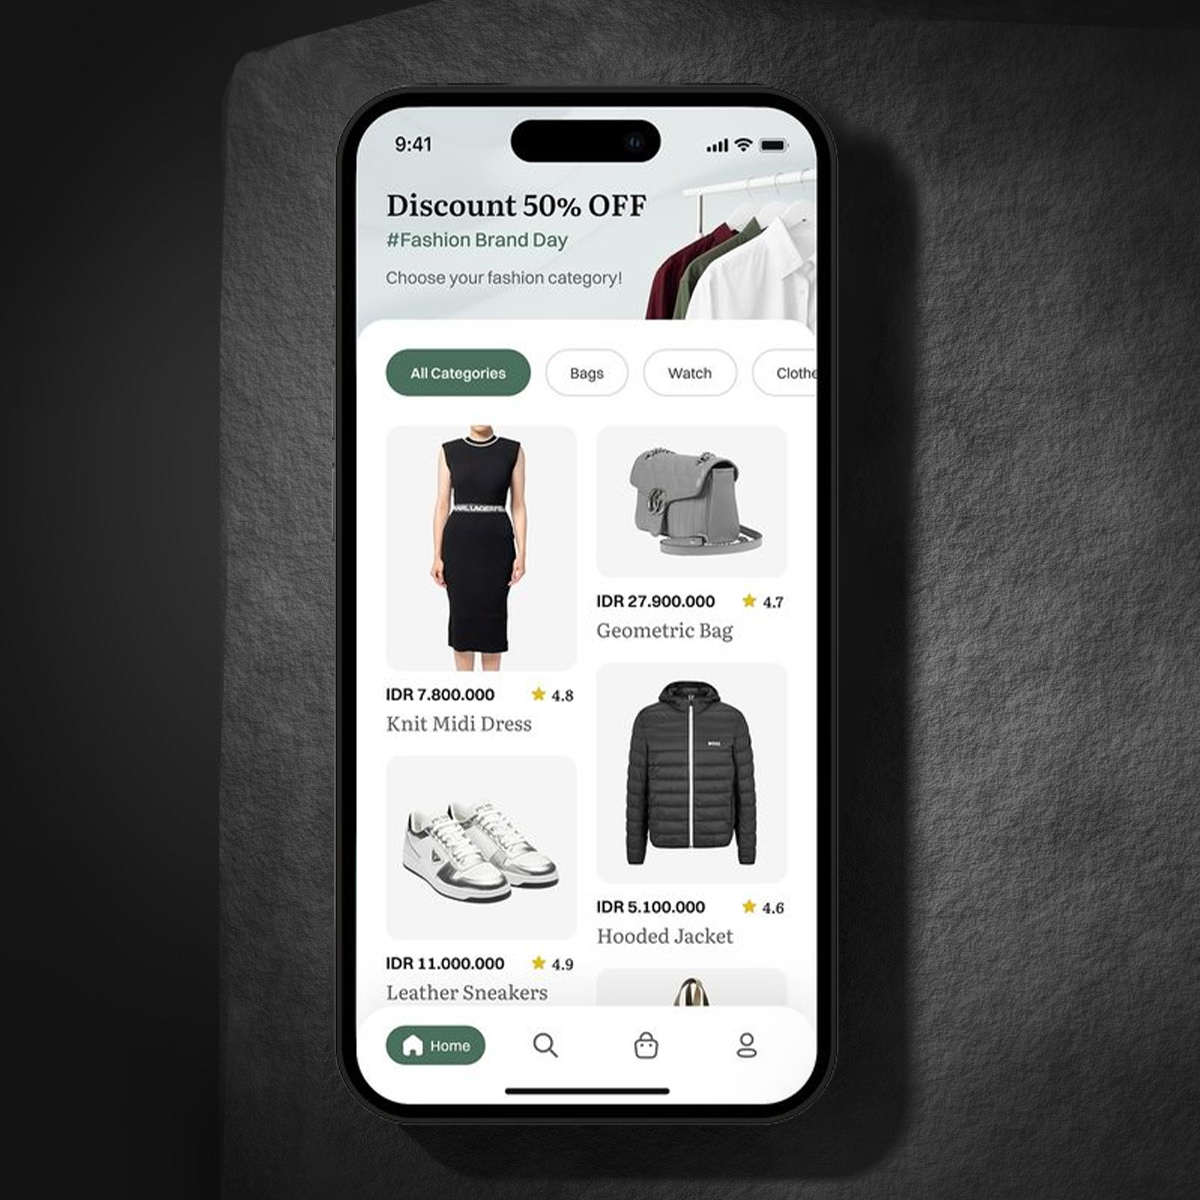 9:41
Discount 50% OFF
#Fashion Brand Day
Choose your fashion category!
All Categories
Bags
Watch
Clothe
IDR 7.800.000
4.8
Knit Midi Dress
IDR 27.900.000
4.7
Geometric Bag
BOSS
IDR 5.100.000
4.6
Hooded Jacket
IDR 11.000.000
4.9
Leather Sneakers
Home